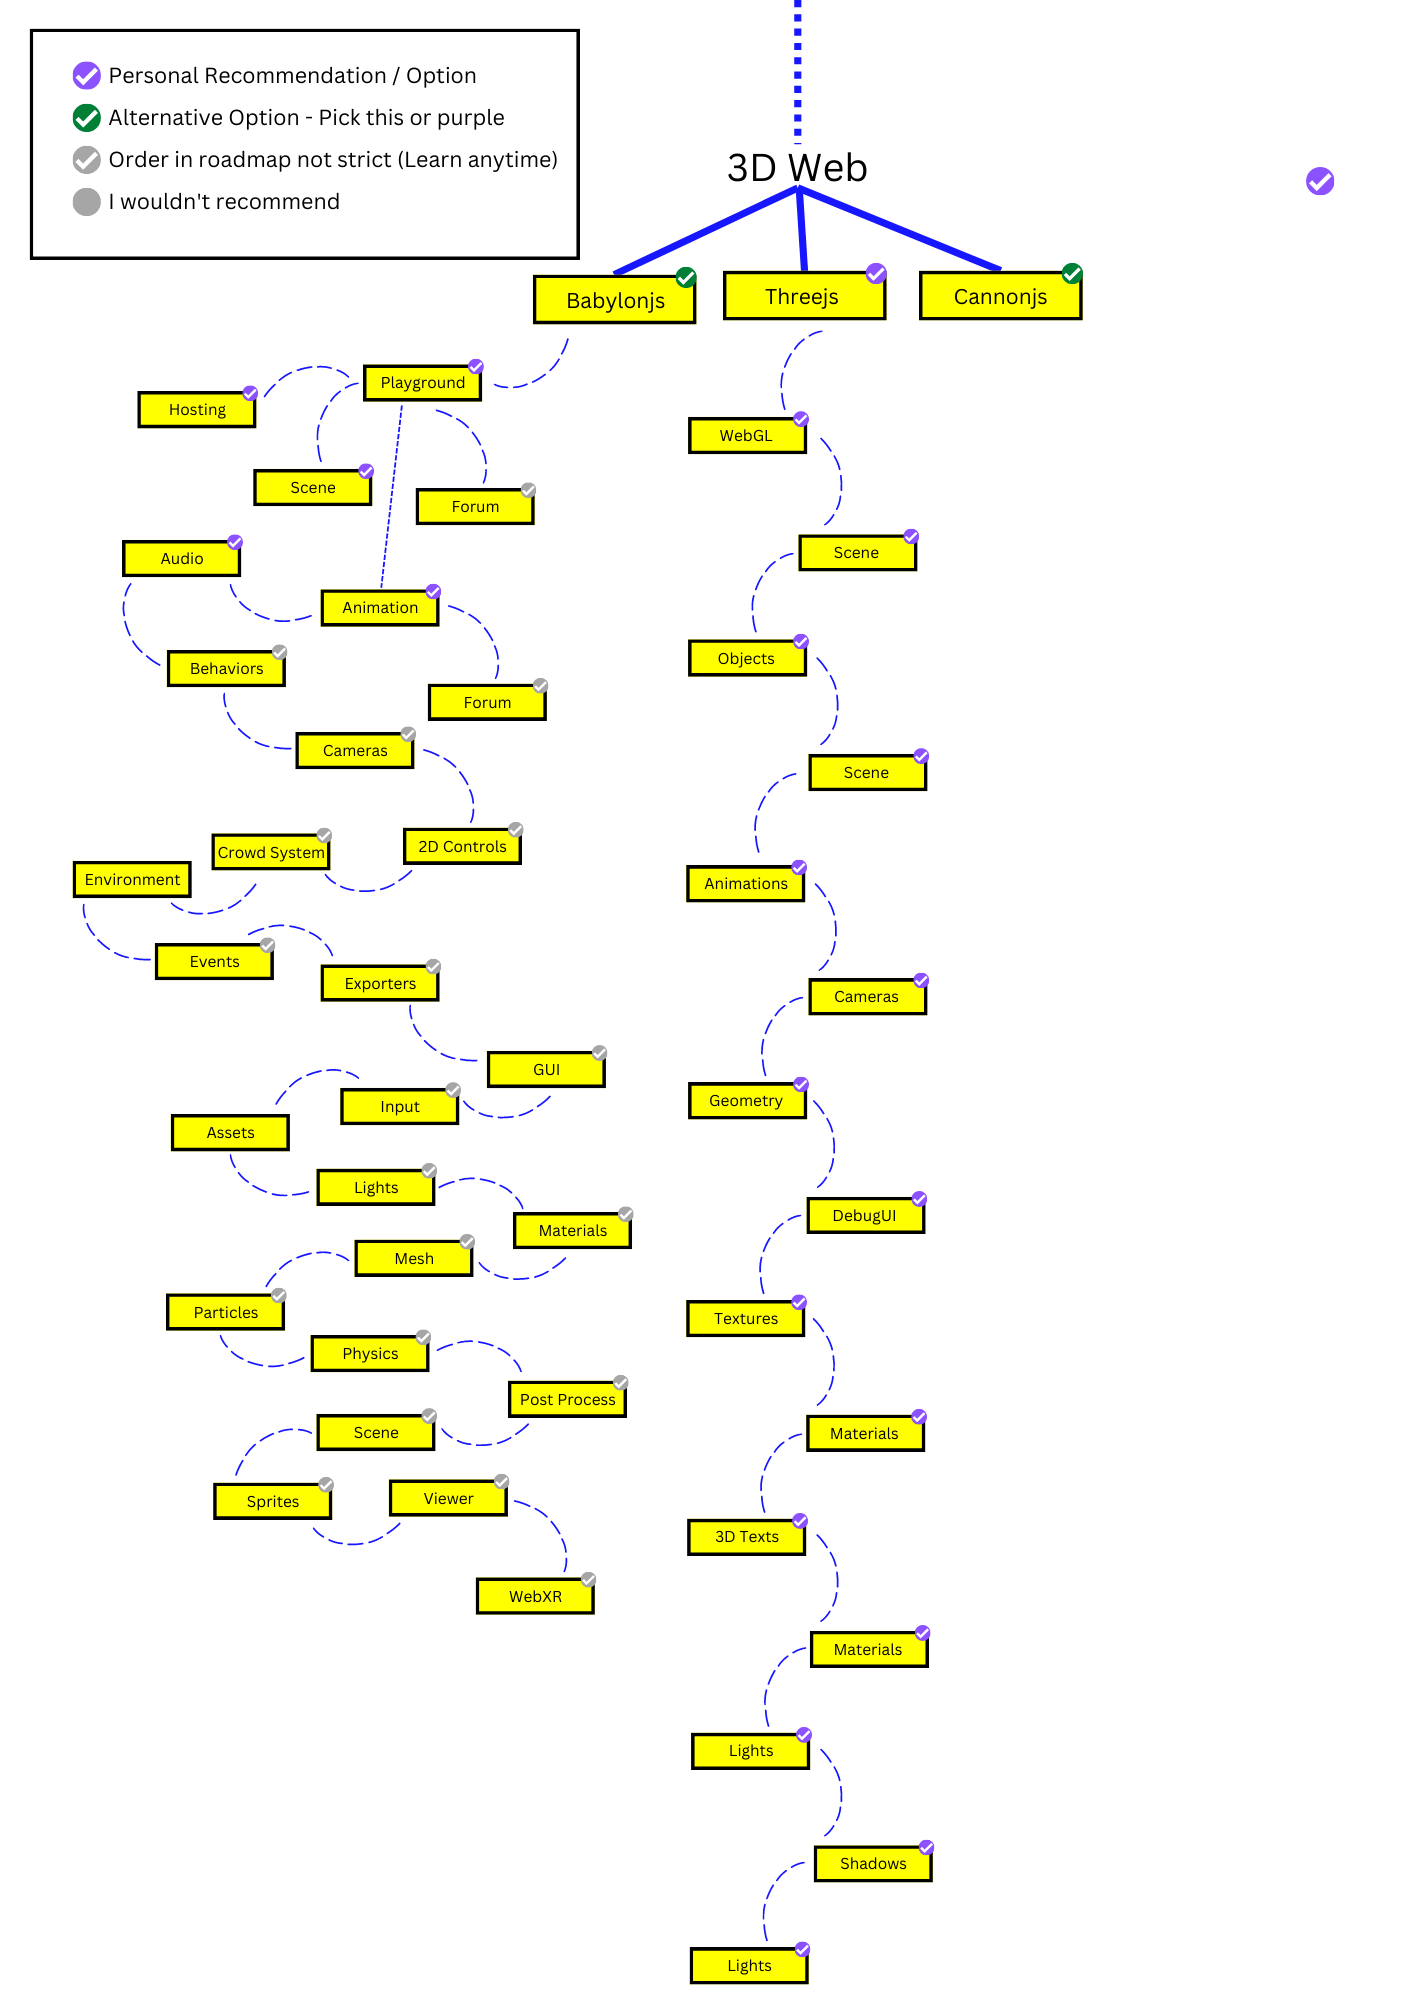 Personal Recommendation / Option
Alternative Option - Pick this or purple
Order in roadmap not strict (Learn anytime)
I wouldn't recommend
3D Web
Babylonjs
Threejs
Cannonjs
Playground
Hosting
Scene
Forum
Audio
Animation
Behaviors
Forum
Cameras
2D Controls
Crowd System
Environment
Events
Exporters
GUI
Input
Assets
Lights
Materials
Mesh
Particles
Physics
Post Process
Scene
Sprites
Viewer
WebXR
WebGL
Scene
Objects
Scene
Animations
Cameras
Geometry
DebugUI
Textures
Materials
3D Texts
Materials
Lights
Shadows
Lights